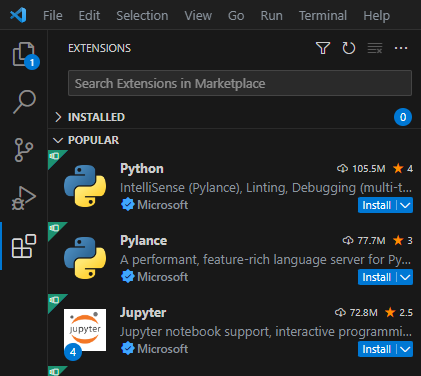 File Edit Selection View Go Run Terminal Help
EXTENSIONS
1
Search Extensions in Marketplace
INSTALLED 0
POPULAR
Python 105.5M 4
IntelliSense (Pylance), Linting, Debugging (multi-t...
Microsoft Install
Pylance 77.7M 3
A performant, feature-rich language server for Py...
Microsoft Install
Jupyter 72.8M 2.5
jupyter
Jupyter notebook support, interactive programmi...
4
Microsoft Install